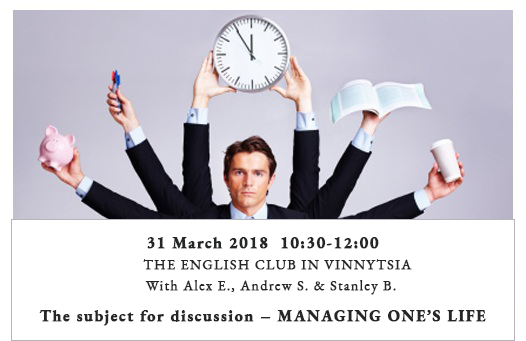 31 March 2018 10:30-12:00
THE ENGLISH CLUB IN VINNYTSIA
With Alex E., Andrew S. & Stanley B.
The subject for discussion – MANAGING ONE'S LIFE